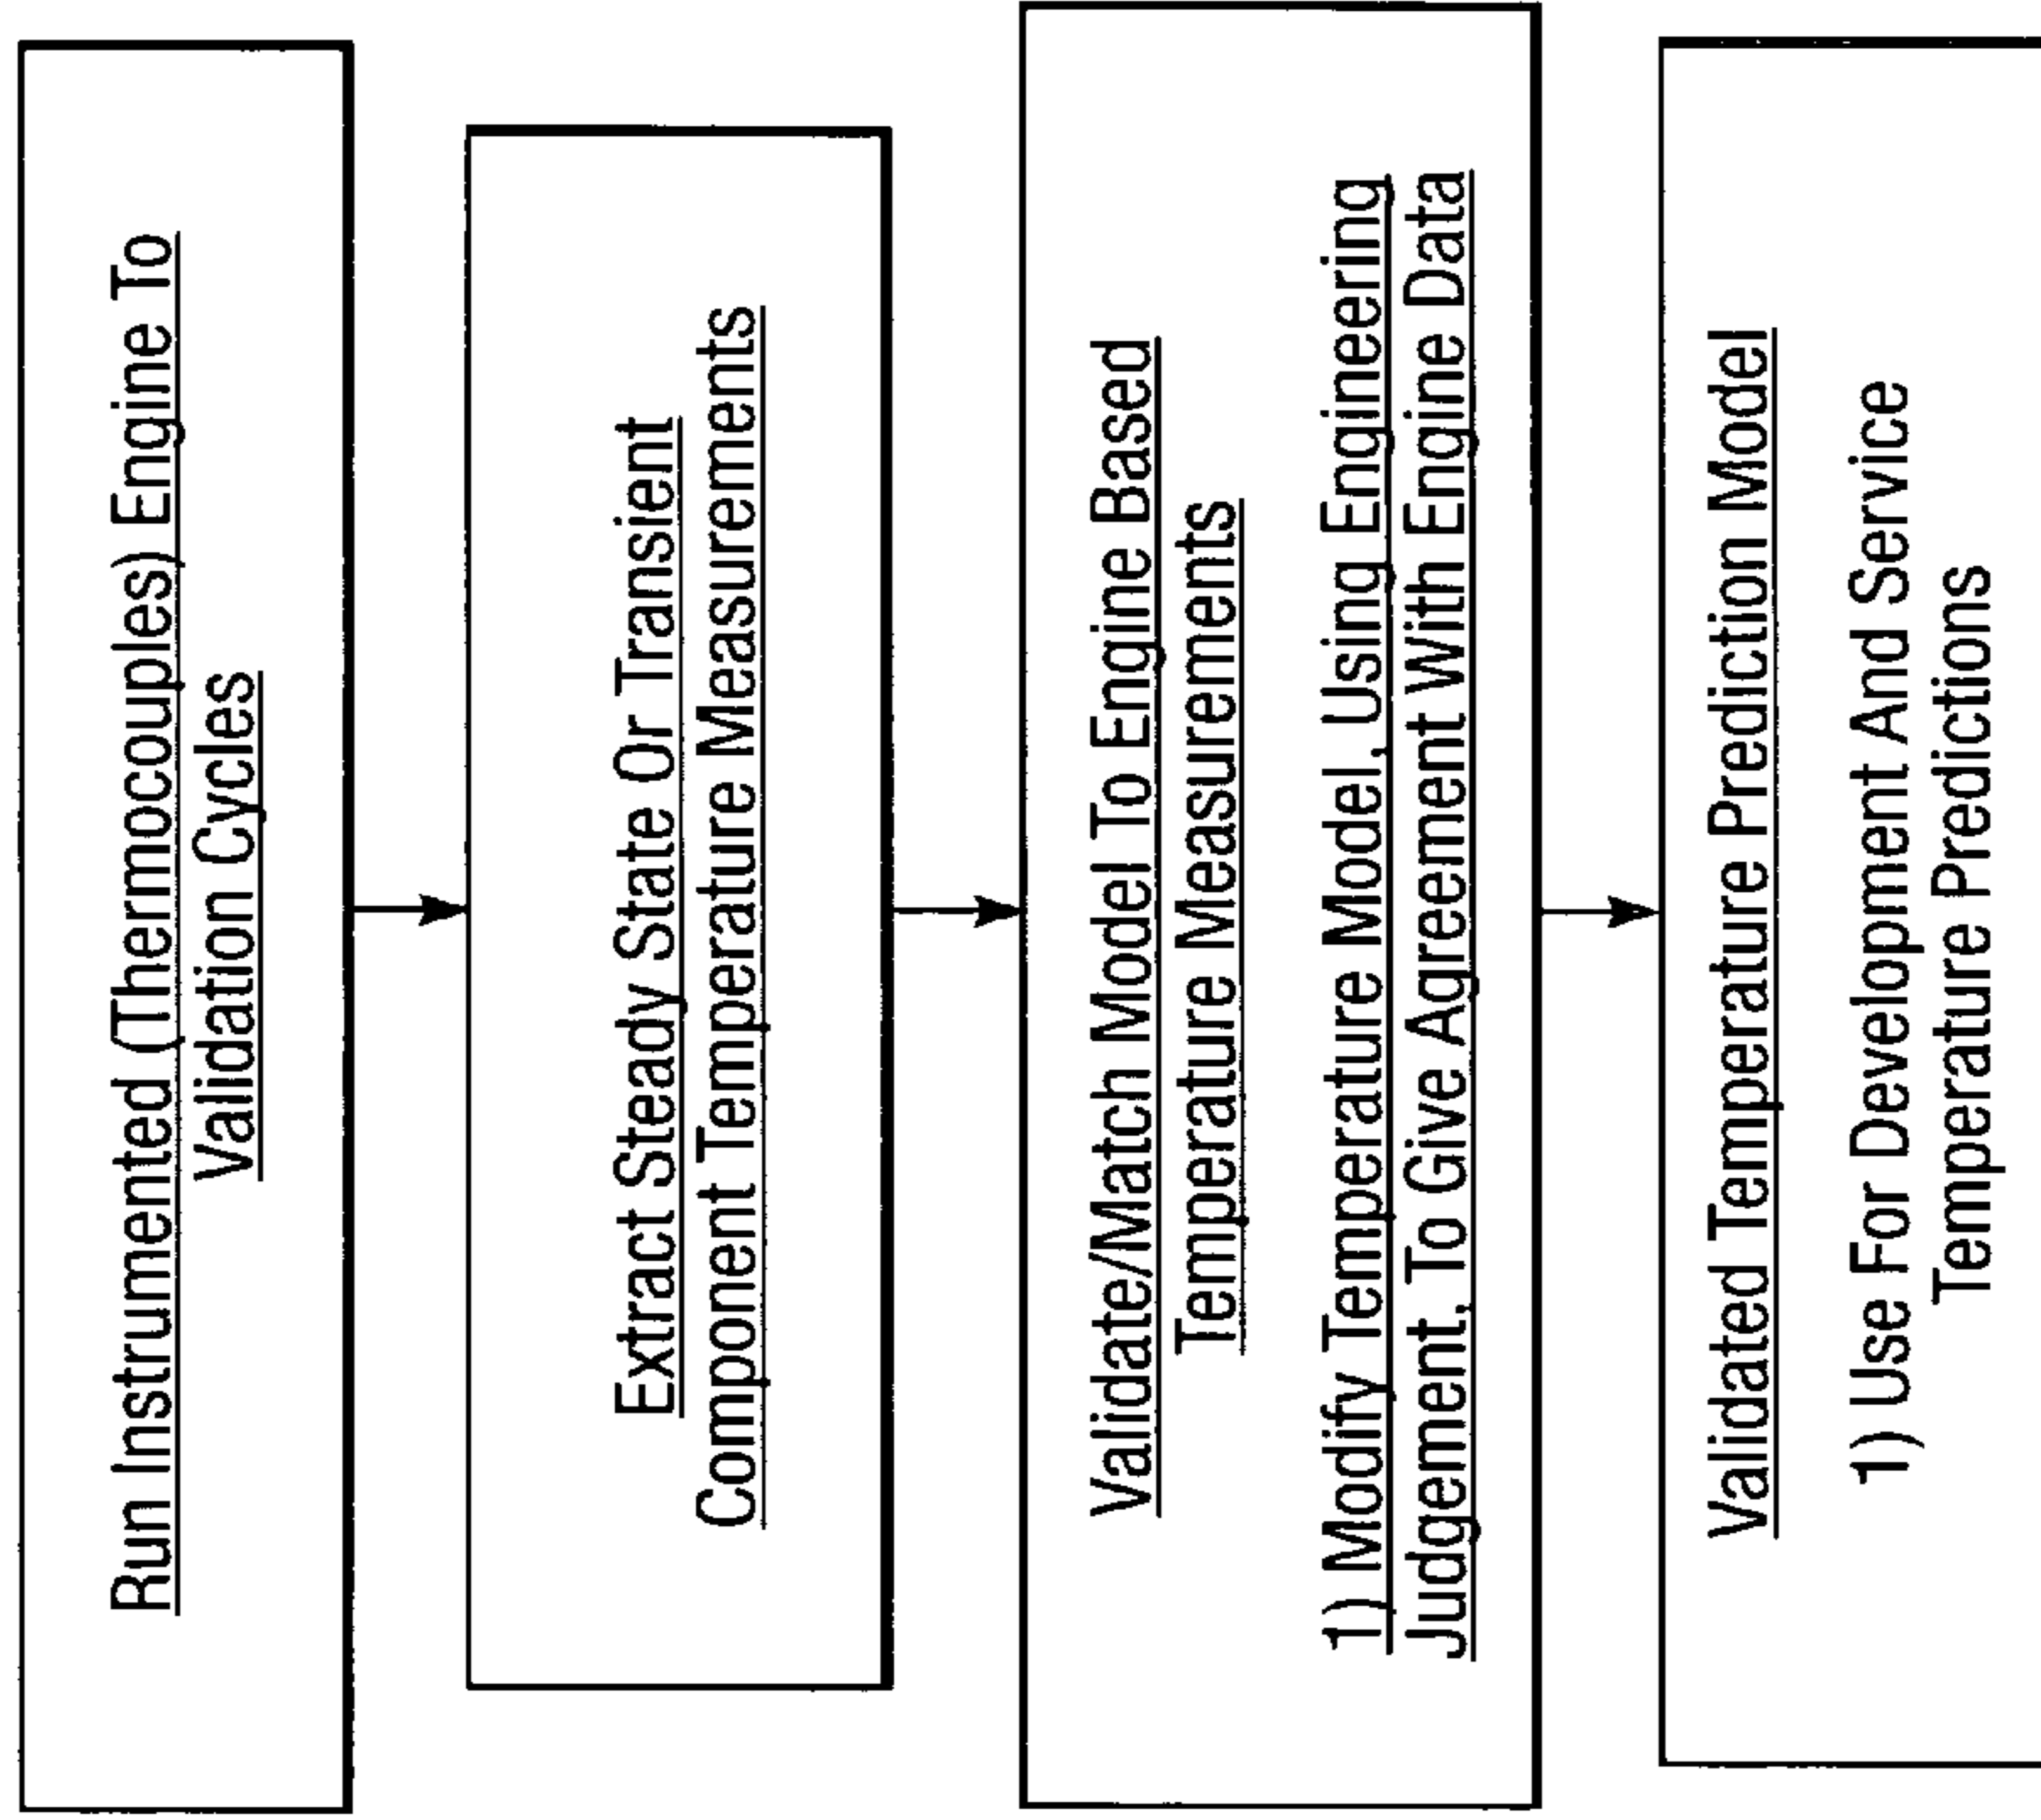 Run Instrumented (Thermocouples) Engine To
Validation Cycles
Extract Steady State Or Transient
Component Temperature Measurements
Validate/Match Model To Engine Based
Temperature Measurements
1) Modify Temperature Model, Using Engineering
Judgement, To Give Agreement With Engine Data
Validated Temperature Prediction Model
1) Use For Development And Service
Temperature Predictions